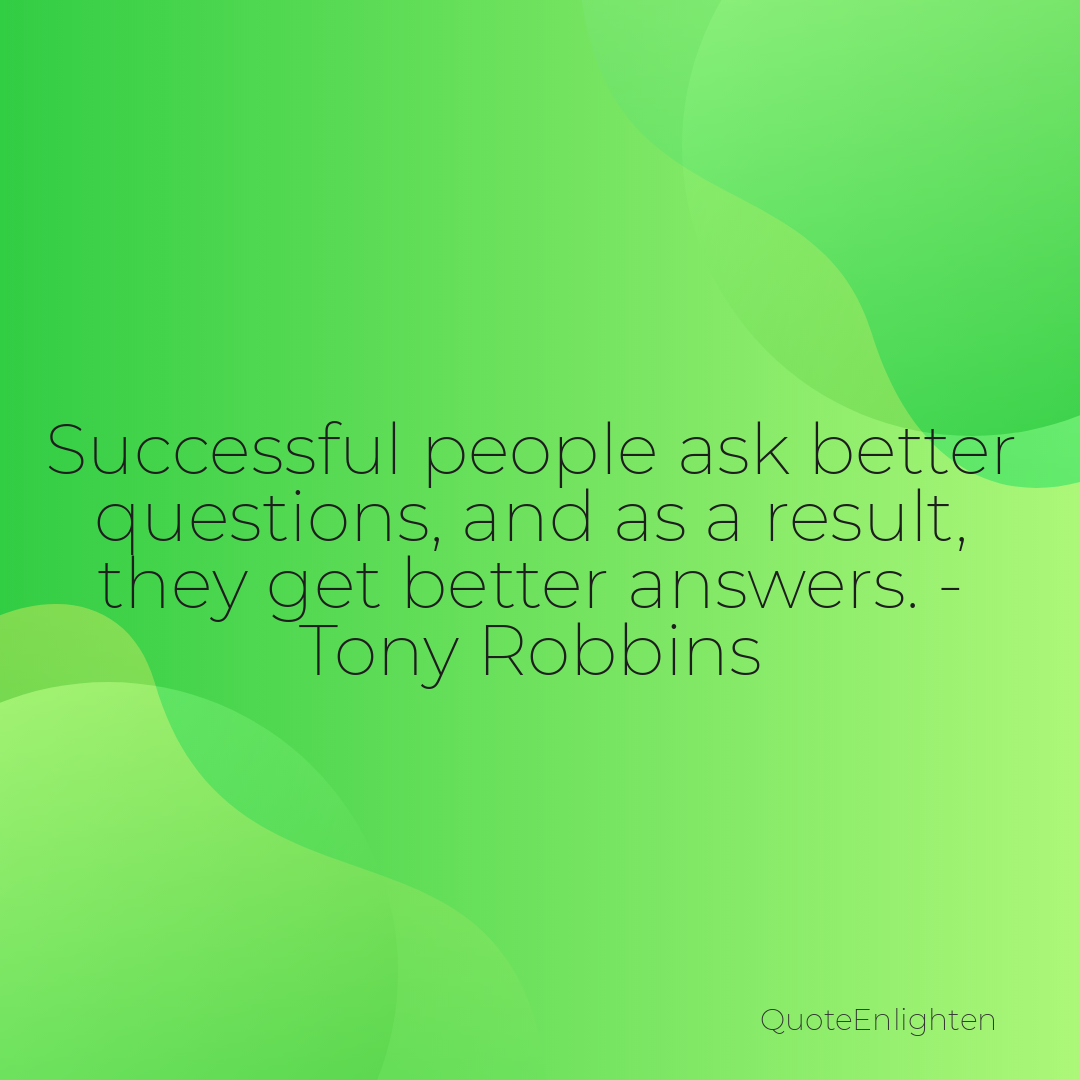 Successful people ask better
questions, and as a result,
they get better answers. -
Tony Robbins
QuoteEnlighten